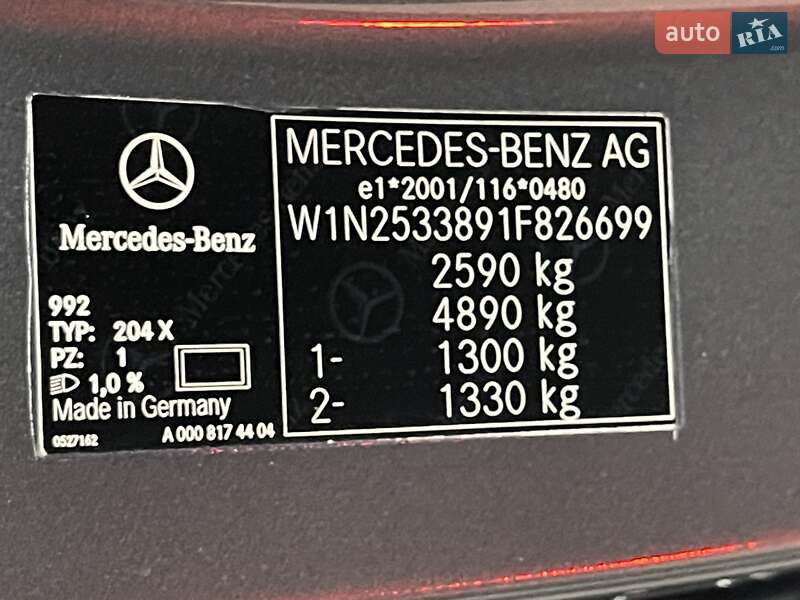 auto RIA
Mercedes-Benz
992
TYP: 204 X
PZ: 1
1,0 %
Made in Germany
0527162
A 000 817 44 04
MERCEDES-BENZ AG
e1*2001/116*0480
W1N2533891F826699
2590 kg
4890 kg
1- 1300 kg
2- 1330 kg